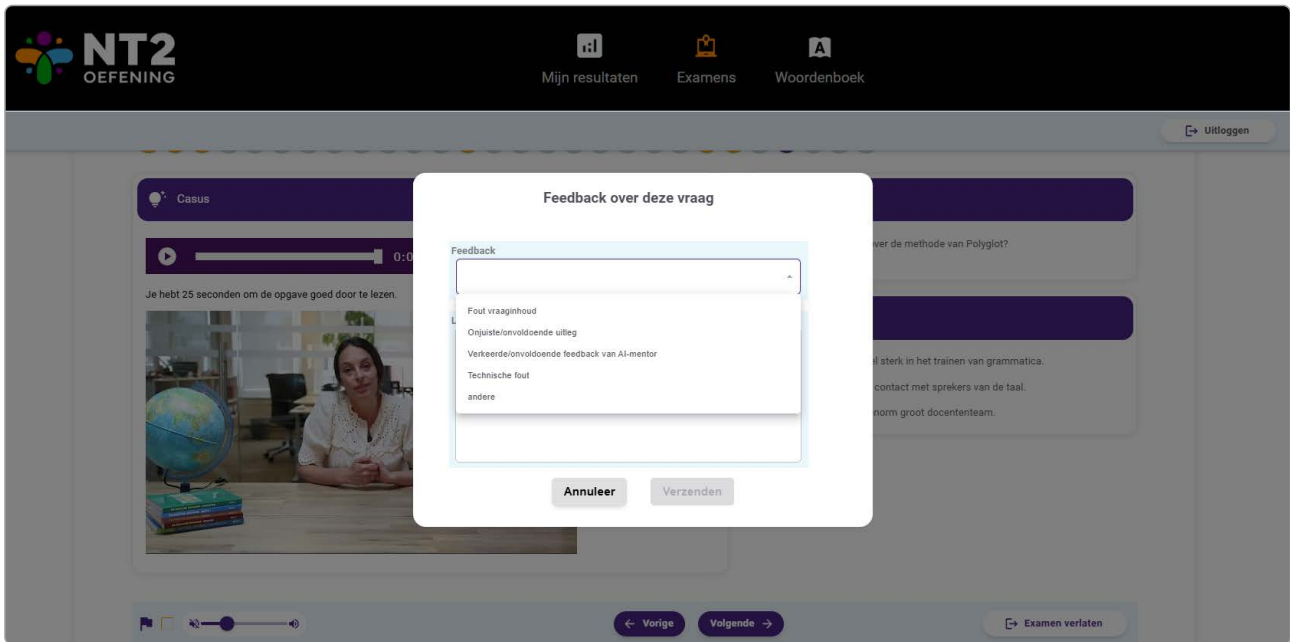 NT2
OEFENING
Mijn resultaten
Examens
Woordenboek
Uitloggen
Casus
0:0
Je hebt 25 seconden om de opgave goed door te lezen.
Feedback over deze vraag
Feedback
Fout vraaginhoud
Onjuiste/onvoldoende uitleg
Verkeerde/onvoldoende feedback van AI-mentor
Technische fout
andere
Annuleer
Verzenden
over de methode van Polyglot?
sterk in het trainen van grammatica.
contact met sprekers van de taal.
groot docententeam.
Vorige
Volgende
Examen verlaten